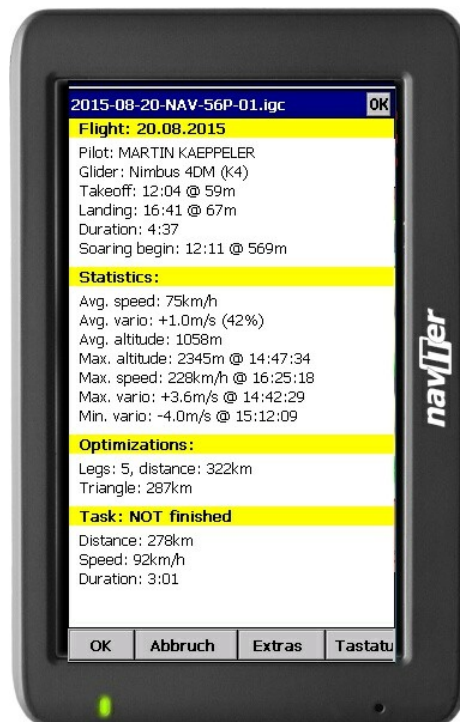 2015-08-20-NAV-56P-01.igc OK
Flight: 20.08.2015
Pilot: MARTIN KAEPPELER
Glider: Nimbus 4DM (K4)
Takeoff: 12:04 @ 59m
Landing: 16:41 @ 67m
Duration: 4:37
Soaring begin: 12:11 @ 569m
Statistics:
Avg. speed: 75km/h
Avg. vario: +1.0m/s (42%)
Avg. altitude: 1058m
Max. altitude: 2345m @ 14:47:34
Max. speed: 228km/h @ 16:25:18
Max. vario: +3.6m/s @ 14:42:29
Min. vario: -4.0m/s @ 15:12:09
Optimizations:
Legs: 5, distance: 322km
Triangle: 287km
Task: NOT finished
Distance: 278km
Speed: 92km/h
Duration: 3:01
OK Abbruch Extras Tastatu
naviter